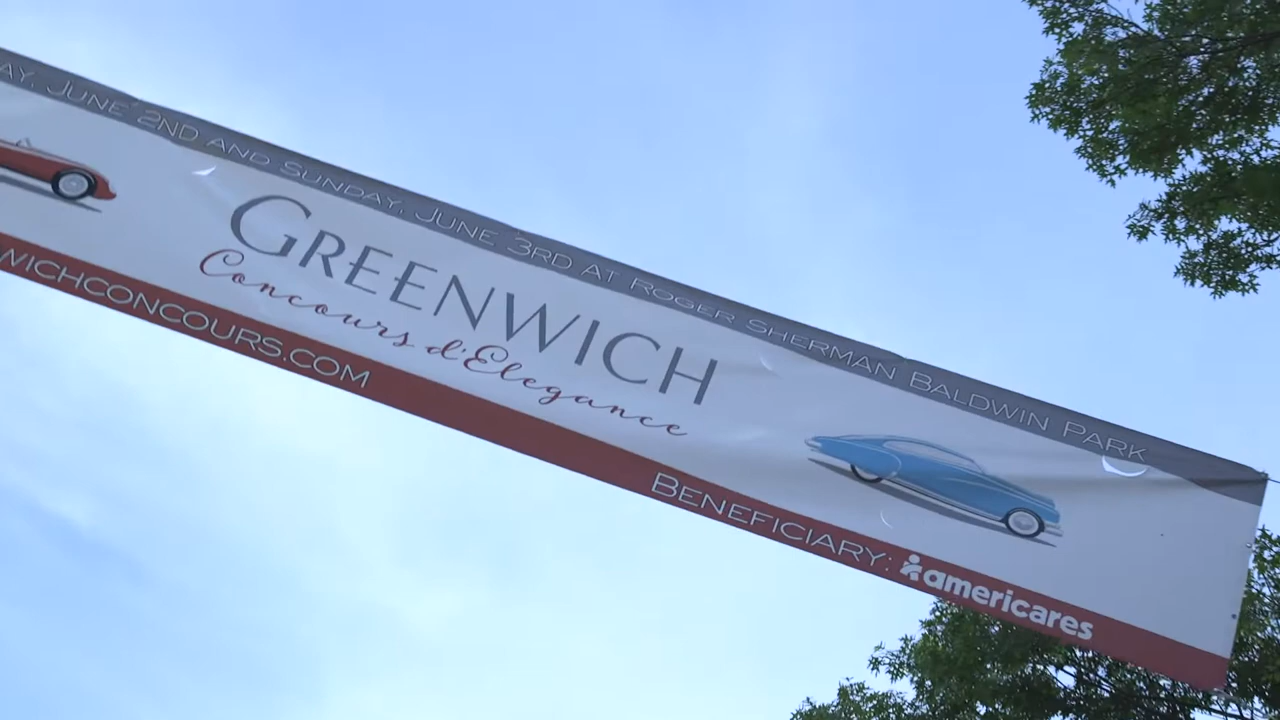 AY, JUNE 2ND AND SUNDAY, JUNE 3RD AT ROGER SHERMAN BALDWIN PARK
GREENWICH
Concours d'Elegance
WICHCONCOURS.COM
BENEFICIARY: americares